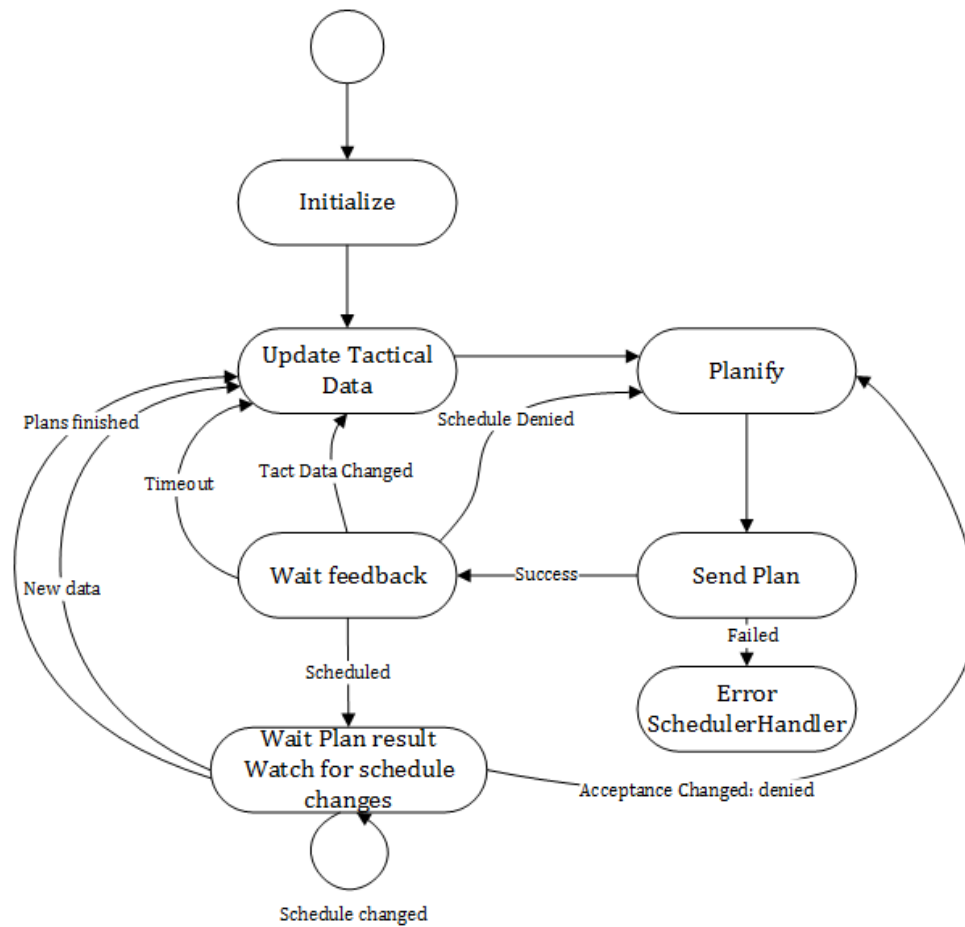 Initialize
Update Tactical
Data
Planify
Plans finished
Schedule Denied
Tact Data Changed
Timeout
Wait feedback
Success
Send Plan
New data
Failed
Scheduled
Error
SchedulerHandler
Wait Plan result
Watch for schedule
changes
Acceptance Changed: denied
Schedule changed